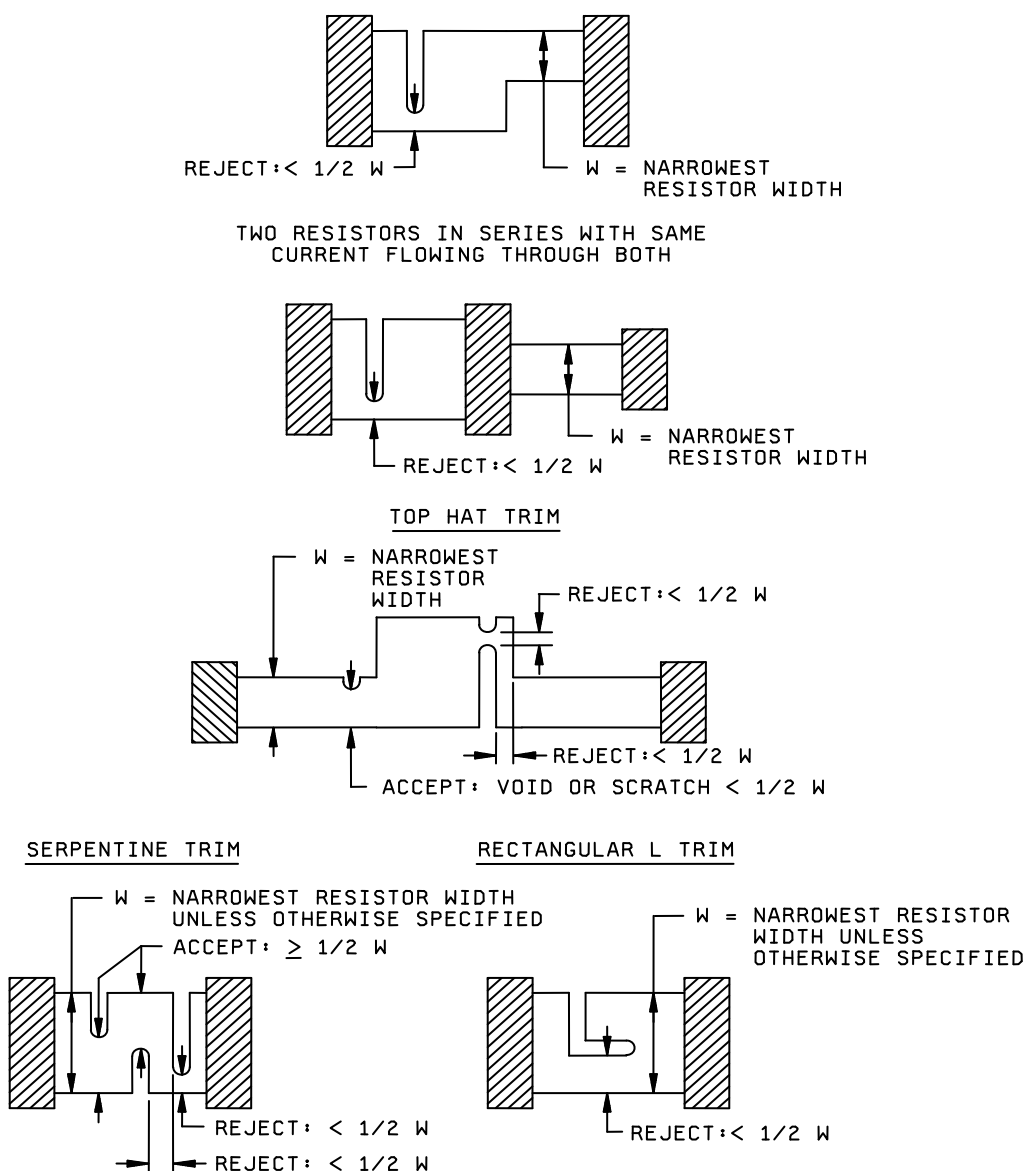 REJECT:< 1/2 W
W = NARROWEST
RESISTOR WIDTH
TWO RESISTORS IN SERIES WITH SAME
CURRENT FLOWING THROUGH BOTH
W = NARROWEST
RESISTOR WIDTH
REJECT:< 1/2 W
TOP HAT TRIM
W = NARROWEST
RESISTOR
WIDTH
REJECT:< 1/2 W
REJECT:< 1/2 W
ACCEPT: VOID OR SCRATCH < 1/2 W
SERPENTINE TRIM
W = NARROWEST RESISTOR WIDTH
UNLESS OTHERWISE SPECIFIED
ACCEPT: ≥ 1/2 W
REJECT: < 1/2 W
REJECT: < 1/2 W
RECTANGULAR L TRIM
W = NARROWEST RESISTOR
WIDTH UNLESS
OTHERWISE SPECIFIED
REJECT:< 1/2 W